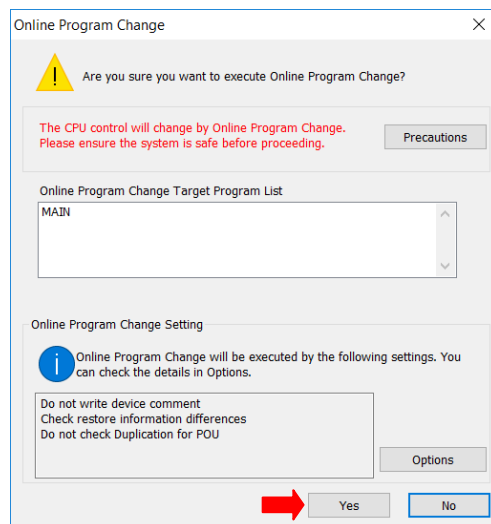 Online Program Change
Are you sure you want to execute Online Program Change?
The CPU control will change by Online Program Change.
Please ensure the system is safe before proceeding.
Precautions
Online Program Change Target Program List
MAIN
Online Program Change Setting
Online Program Change will be executed by the following settings. You
can check the details in Options.
Do not write device comment
Check restore information differences
Do not check Duplication for POU
Options
Yes
No